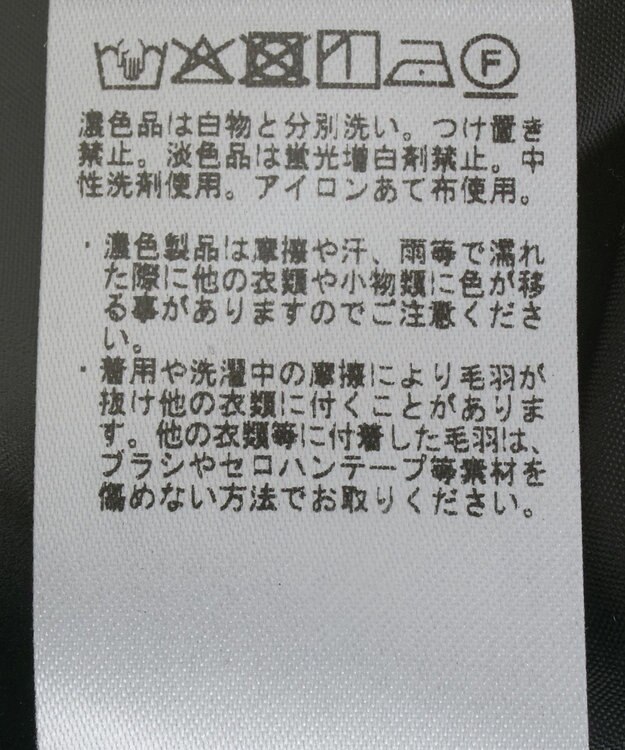 F
濃色品は白物と分別洗い。つけ置き
禁止。淡色品は蛍光増白剤禁止。中
性洗剤使用。アイロンあて布使用。
・濃色製品は摩擦や汗、雨等で濡れ
た際に他の衣類や小物類に色が移
る事がありますのでご注意くださ
い。
・着用や洗濯中の摩擦により毛羽が
抜け他の衣類に付くことがありま
す。他の衣類等に付着した毛羽は、
ブラシやセロハンテープ等素材を
傷めない方法でお取りください。